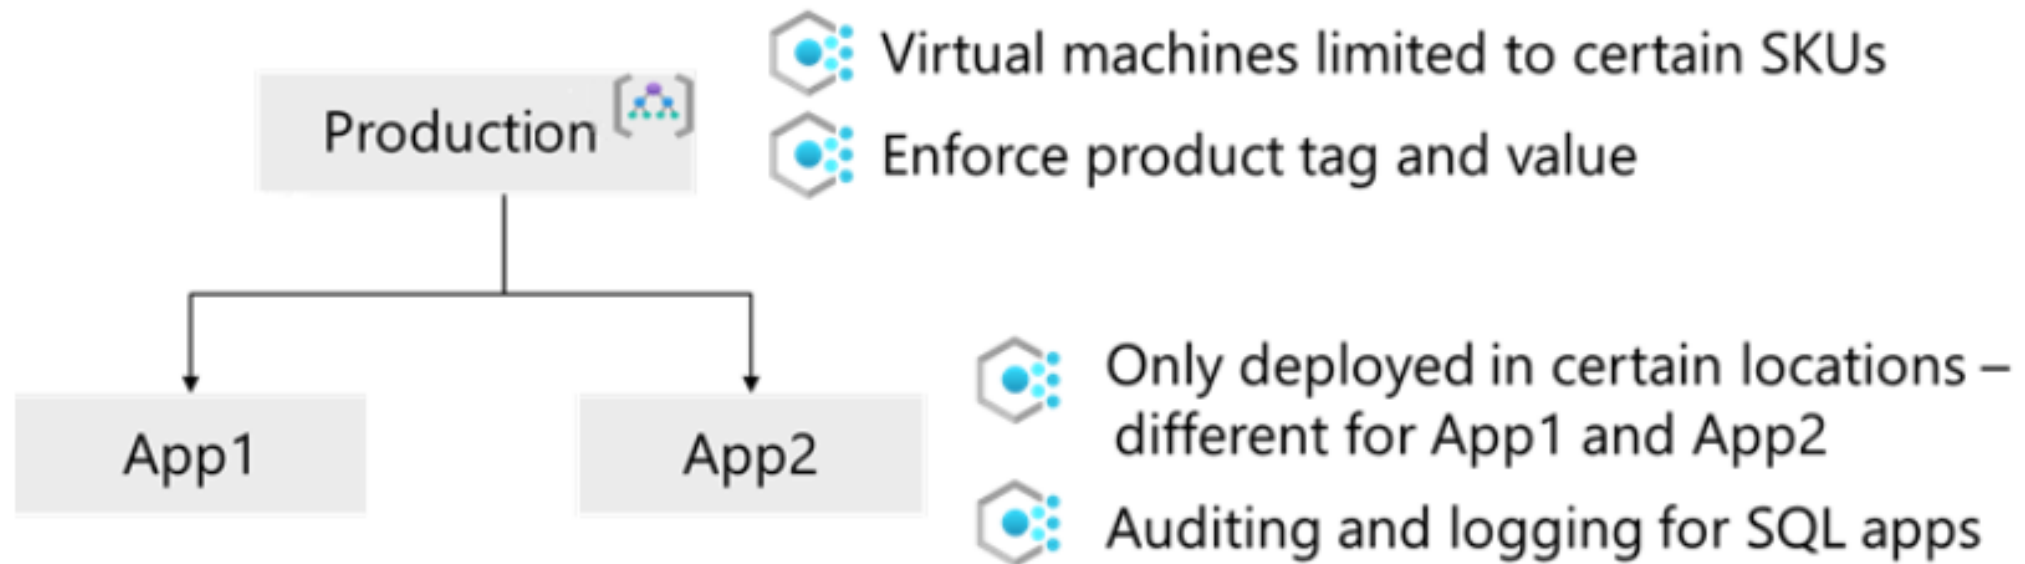 Virtual machines limited to certain SKUs
Production
Enforce product tag and value
Only deployed in certain locations –
different for App1 and App2
App1
App2
Auditing and logging for SQL apps